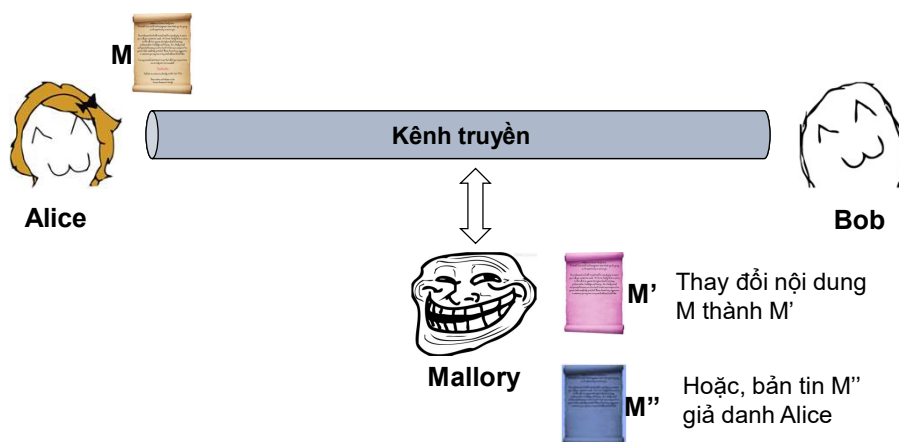 M
Kênh truyền
Alice
Bob
M’
Thay đổi nội dung
M thành M’
Mallory
M’’
Hoặc, bản tin M’’
giả danh Alice